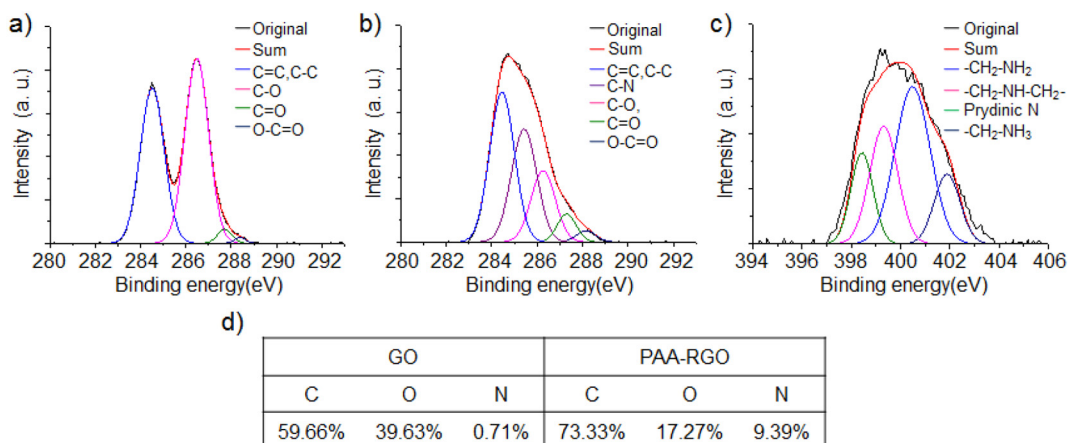 a)
Original
Sum
C=C,C-C
C-O
C=O
O-C=O
Intensity (a. u.)
280 282 284 286 288 290 292
Binding energy(eV)
b)
Original
Sum
C=C,C-C
C-N
C-O,
C=O
O-C=O
Intensity (a. u.)
280 282 284 286 288 290 292
Binding energy(eV)
c)
Original
Sum
-CH2-NH2
-CH2-NH-CH2-
Prydinic N
-CH2-NH3
Intensity (a. u.)
394 396 398 400 402 404 406
Binding energy(eV)
d)
GO PAA-RGO
C O N C O N
59.66% 39.63% 0.71% 73.33% 17.27% 9.39%